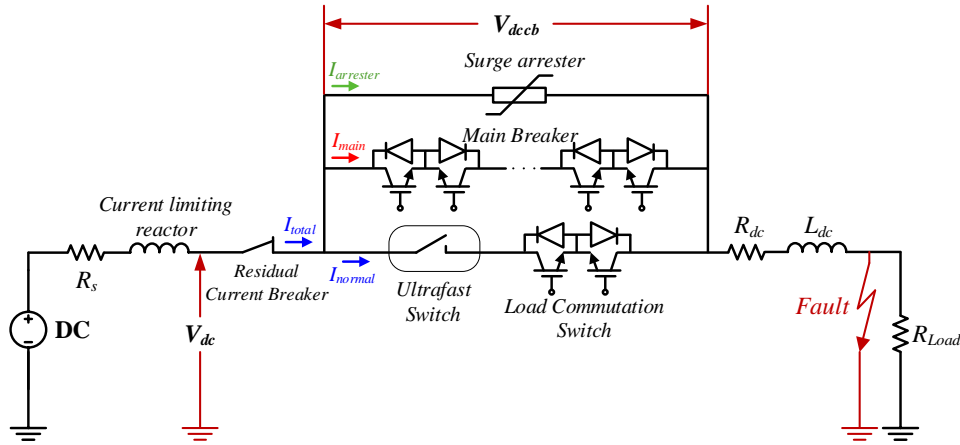 V_dccb
Surge arrester
I_arrester
Main Breaker
I_main
Current limiting
reactor
I_total
I_normal
Residual
Current Breaker
Ultrafast
Switch
Load Commutation
Switch
R_s
R_dc
L_dc
DC
V_dc
Fault
R_Load